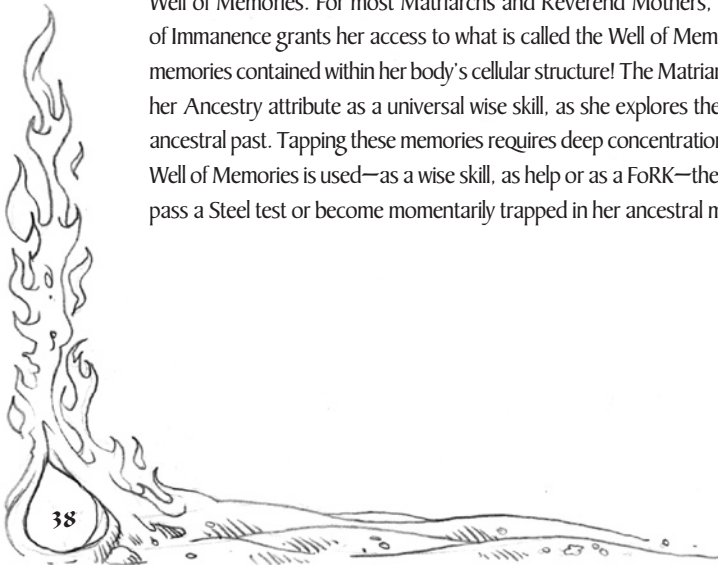 Well of Memories. For most Matriarchs and Reverend Mothers,
of Immanence grants her access to what is called the Well of Mem
memories contained within her body's cellular structure! The Matriar
her Ancestry attribute as a universal wise skill, as she explores the
ancestral past. Tapping these memories requires deep concentration
Well of Memories is used—as a wise skill, as help or as a FoRK—the
pass a Steel test or become momentarily trapped in her ancestral m
38